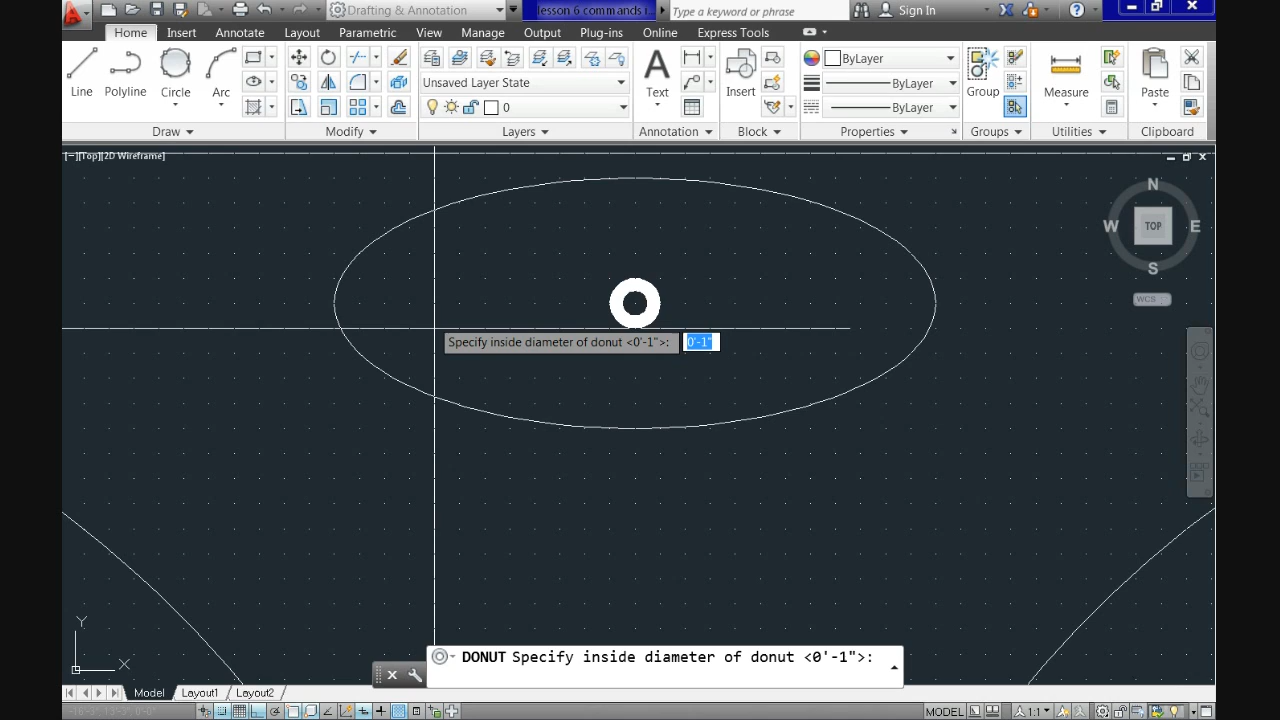 Drafting & Annotation
lesson 6 commands
Type a keyword or phrase
Sign In
Home Insert Annotate Layout Parametric View Manage Output Plug-ins Online Express Tools
Line Polyline Circle Arc
Unsaved Layer State
0
Text
Insert
ByLayer
ByLayer
ByLayer
Group
Measure
Paste
Draw Modify Layers Annotation Block Properties Groups Utilities Clipboard
[−][Top][2D Wireframe]
N
W TOP E
S
WCS
Specify inside diameter of donut <0'-1">: 0'-1"
Y
X
DONUT Specify inside diameter of donut <0'-1">:
Model Layout1 Layout2
MODEL 1:1